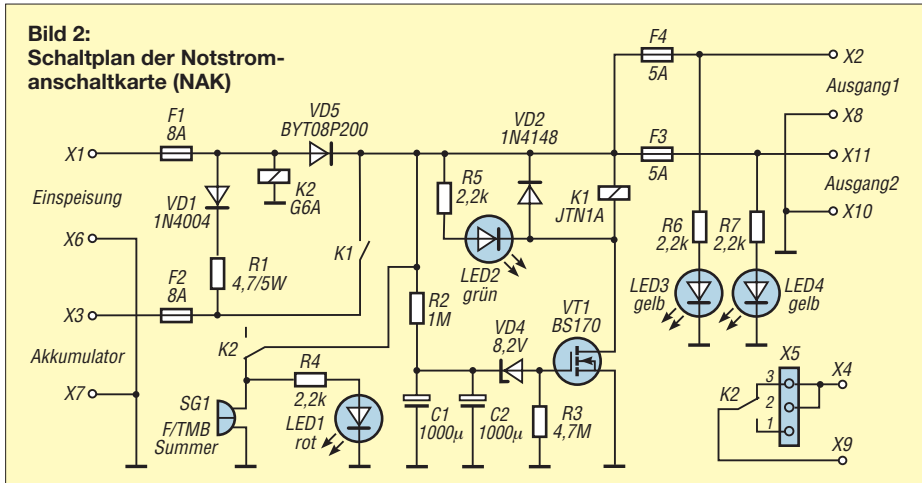 Bild 2:
Schaltplan der Notstrom-
anschaltkarte (NAK)
F4
5A
X2
Ausgang1
X8
F1
8A
VD5
BYT08P200
VD2
1N4148
F3
5A
X11
Ausgang2
X10
X1
Einspeisung
VD1
1N4004
K2
G6A
R5
2,2k
K1
JTN1A
X6
R1
4,7/5W
K1
LED2
grün
R6
2,2k
R7
2,2k
X3
F2
8A
R2
1M
VD4
8,2V
VT1
BS170
LED3
gelb
LED4
gelb
Akkumulator
K2
R4
2,2k
X7
SG1
F/TMB
Summer
LED1
rot
C1
1000µ
C2
1000µ
R3
4,7M
X5
K2
3
2
1
X4
X9